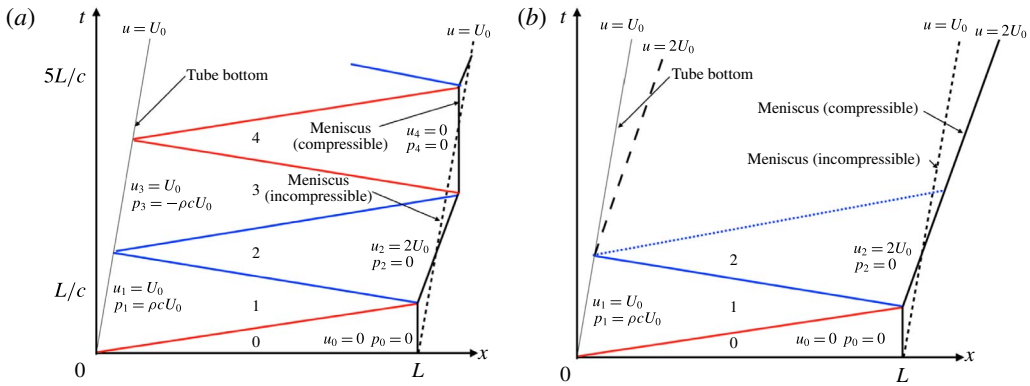 (a)
t
u = U₀
u = U₀
5L/c
Tube bottom
Meniscus
(compressible)
u₄ = 0
p₄ = 0
4
Meniscus
(incompressible)
3
u₃ = U₀
p₃ = −ρcU₀
2
u₂ = 2U₀
p₂ = 0
L/c
u₁ = U₀
p₁ = ρcU₀
1
0
u₀ = 0 p₀ = 0
x
0
L
(b)
t
u = U₀
u = 2U₀
u = U₀
u = 2U₀
Tube bottom
Meniscus (compressible)
Meniscus (incompressible)
2
u₂ = 2U₀
p₂ = 0
u₁ = U₀
p₁ = ρcU₀
1
0
u₀ = 0 p₀ = 0
x
0
L